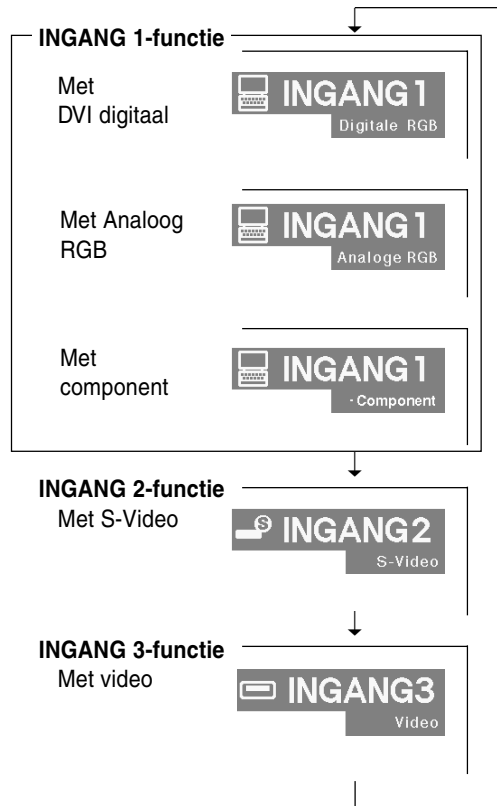 INGANG 1-functie
Met
DVI digitaal
INGANG1
Digitale RGB
Met Analoog
RGB
INGANG1
Analoge RGB
Met
component
INGANG1
·Component
INGANG 2-functie
Met S-Video
S
INGANG2
S-Video
INGANG 3-functie
Met video
INGANG3
Video